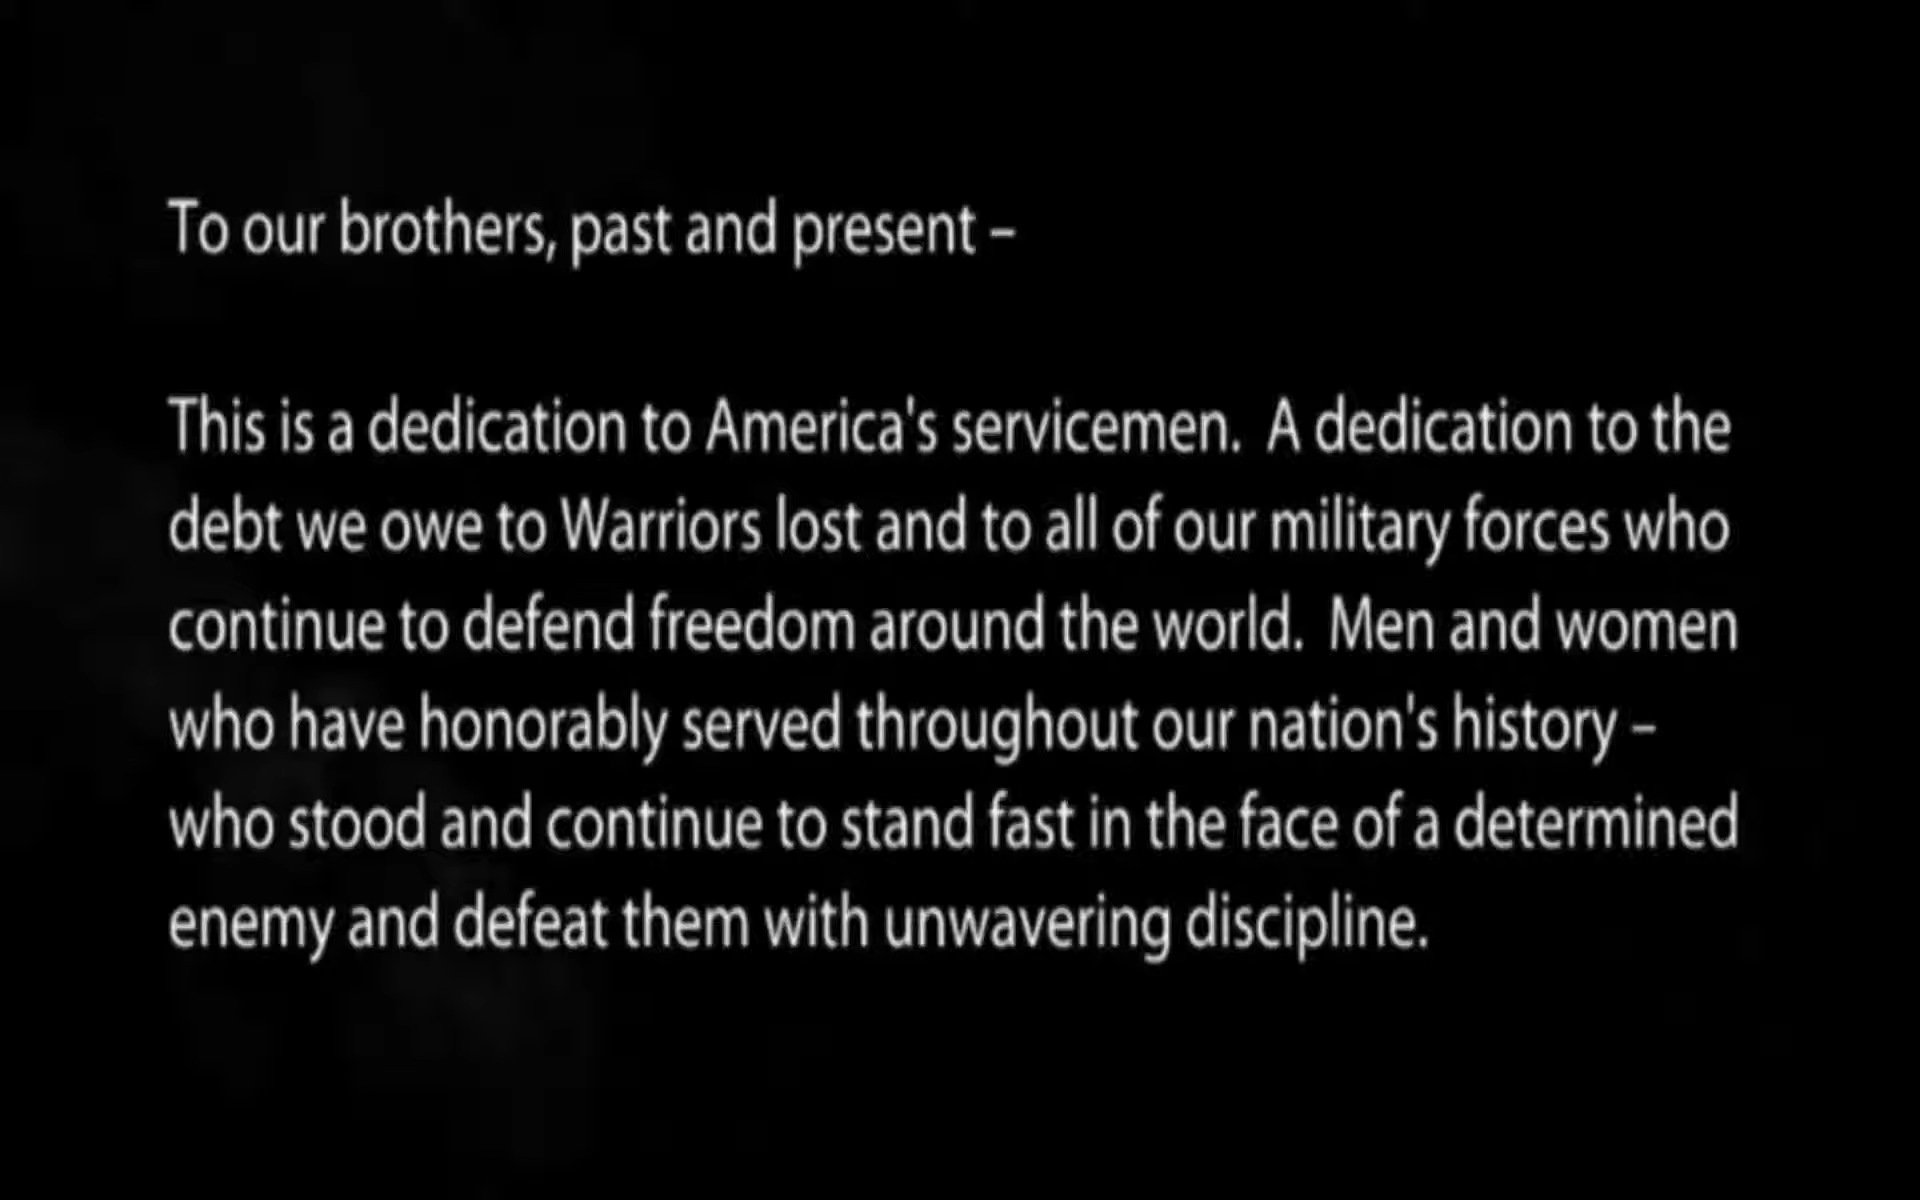 To our brothers, past and present –
This is a dedication to America's servicemen.  A dedication to the
debt we owe to Warriors lost and to all of our military forces who
continue to defend freedom around the world.  Men and women
who have honorably served throughout our nation's history –
who stood and continue to stand fast in the face of a determined
enemy and defeat them with unwavering discipline.